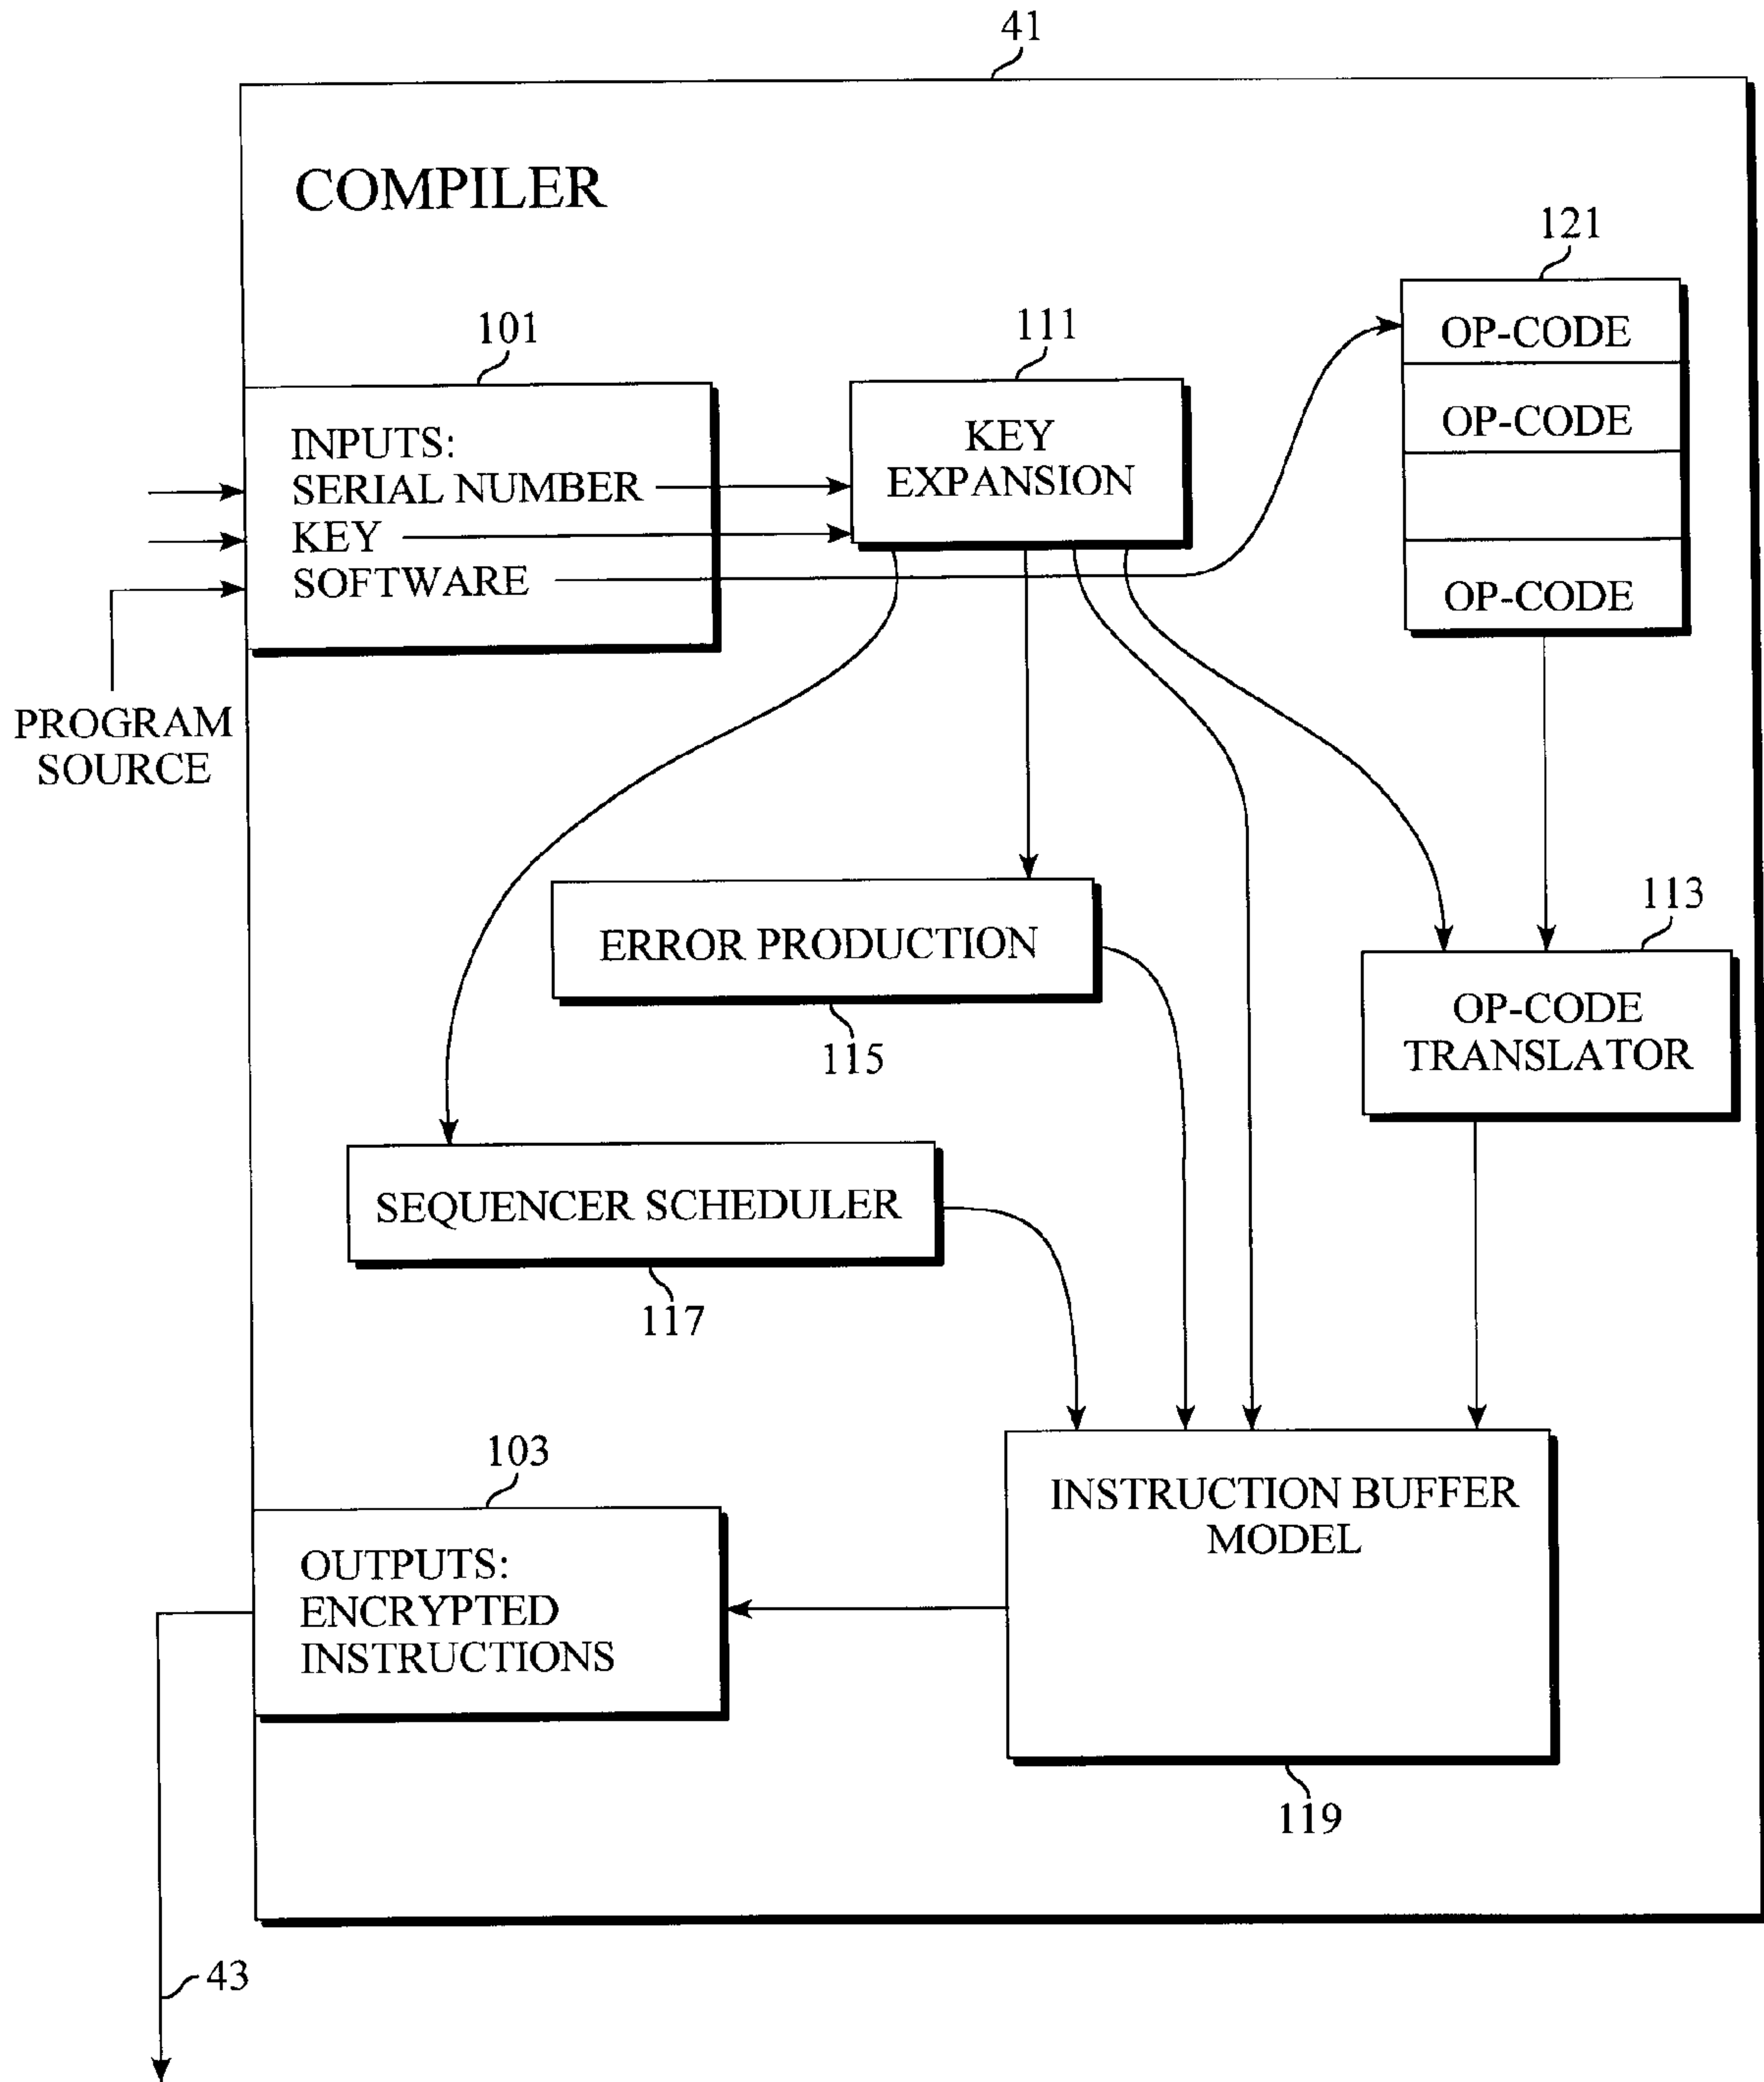 41
COMPILER
121
OP-CODE
OP-CODE
OP-CODE
101
INPUTS:
SERIAL NUMBER
KEY
SOFTWARE
111
KEY
EXPANSION
PROGRAM
SOURCE
ERROR PRODUCTION
115
113
OP-CODE
TRANSLATOR
SEQUENCER SCHEDULER
117
103
OUTPUTS:
ENCRYPTED
INSTRUCTIONS
INSTRUCTION BUFFER
MODEL
119
43